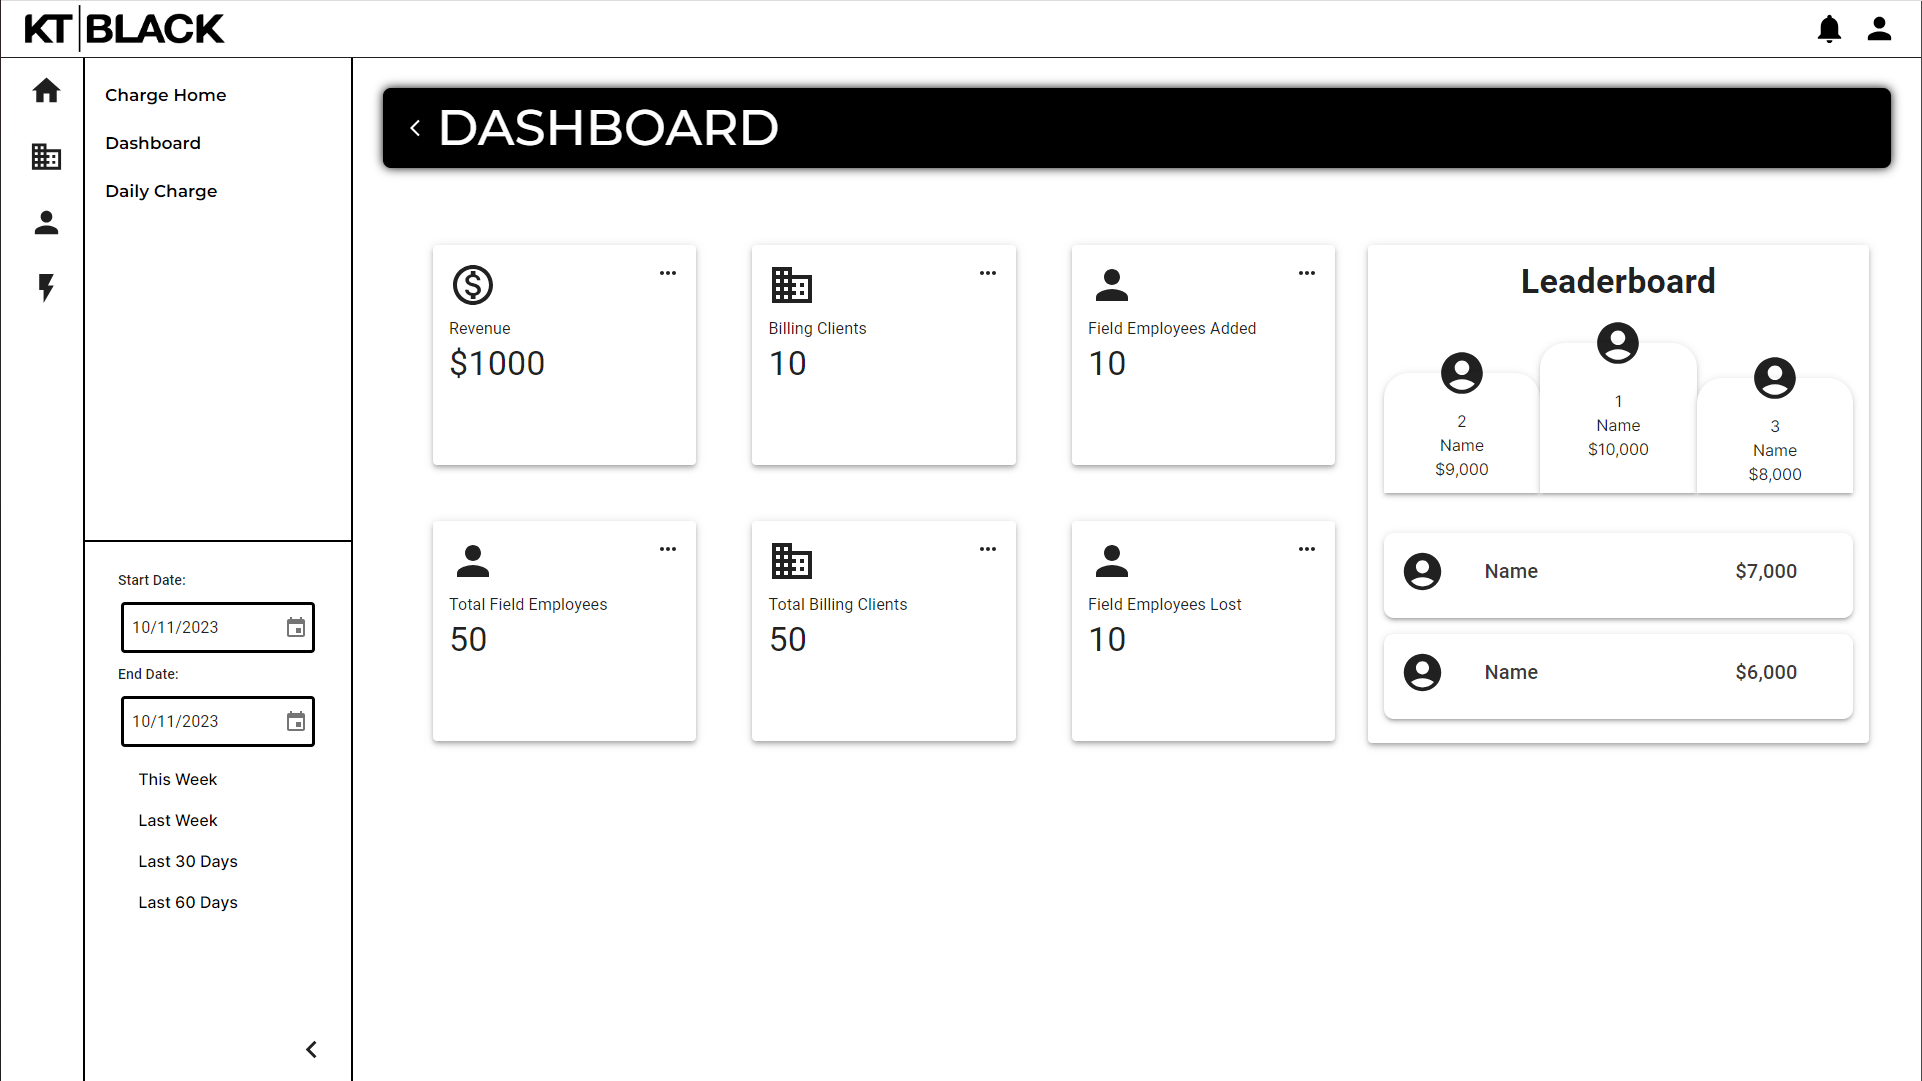 KT BLACK
Charge Home
Dashboard
Daily Charge
Start Date:
10/11/2023
End Date:
10/11/2023
This Week
Last Week
Last 30 Days
Last 60 Days
DASHBOARD
Revenue
$1000
Billing Clients
10
Field Employees Added
10
Total Field Employees
50
Total Billing Clients
50
Field Employees Lost
10
Leaderboard
2
Name
$9,000
1
Name
$10,000
3
Name
$8,000
Name $7,000
Name $6,000